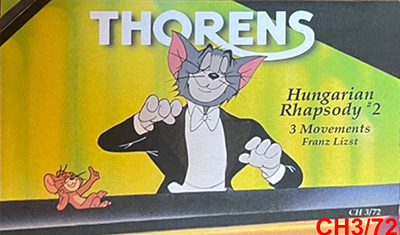 THORENS
Hungarian
Rhapsody #2
3 Movements
Franz Lizst
CH 3/72
CH3/72